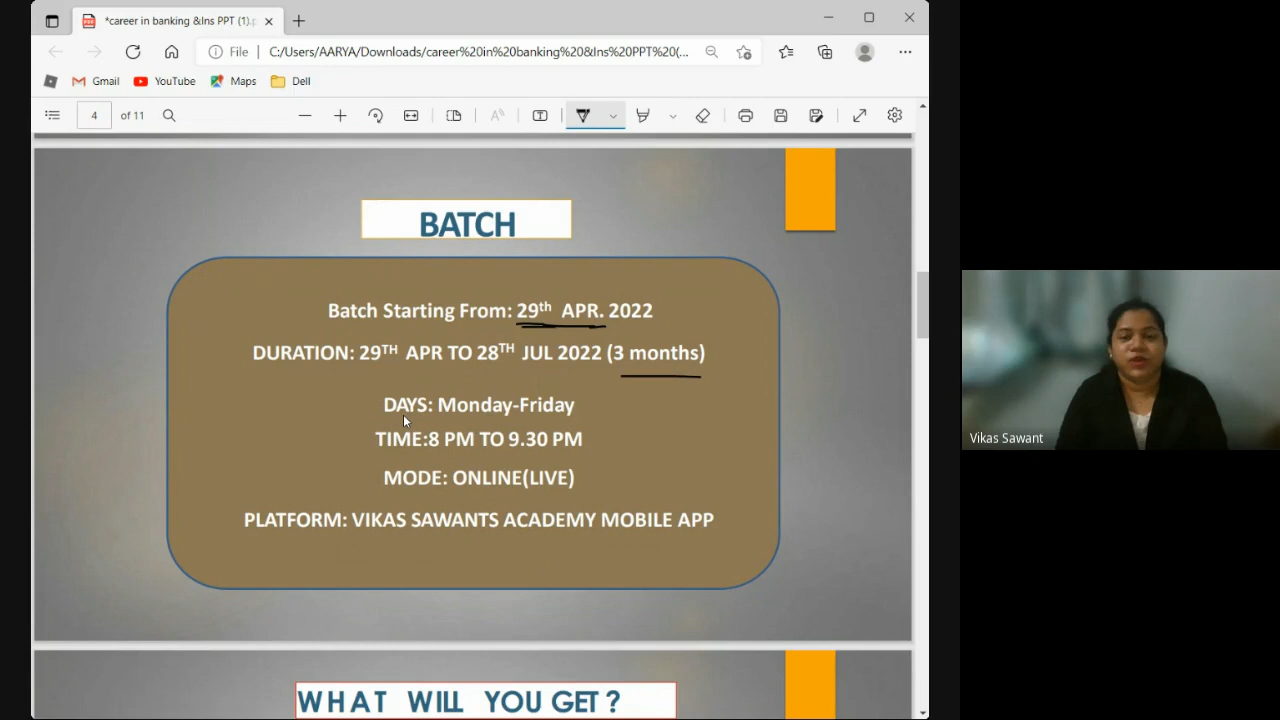 *career in banking &Ins PPT (1).p
File
C:/Users/AARYA/Downloads/career%20in%20banking%20&Ins%20PPT%20(...
Gmail
YouTube
Maps
Dell
4 of 11
BATCH
Batch Starting From: 29th APR. 2022
DURATION: 29TH APR TO 28TH JUL 2022 (3 months)
DAYS: Monday-Friday
TIME:8 PM TO 9.30 PM
MODE: ONLINE(LIVE)
PLATFORM: VIKAS SAWANTS ACADEMY MOBILE APP
WHAT WILL YOU GET ?
Vikas Sawant